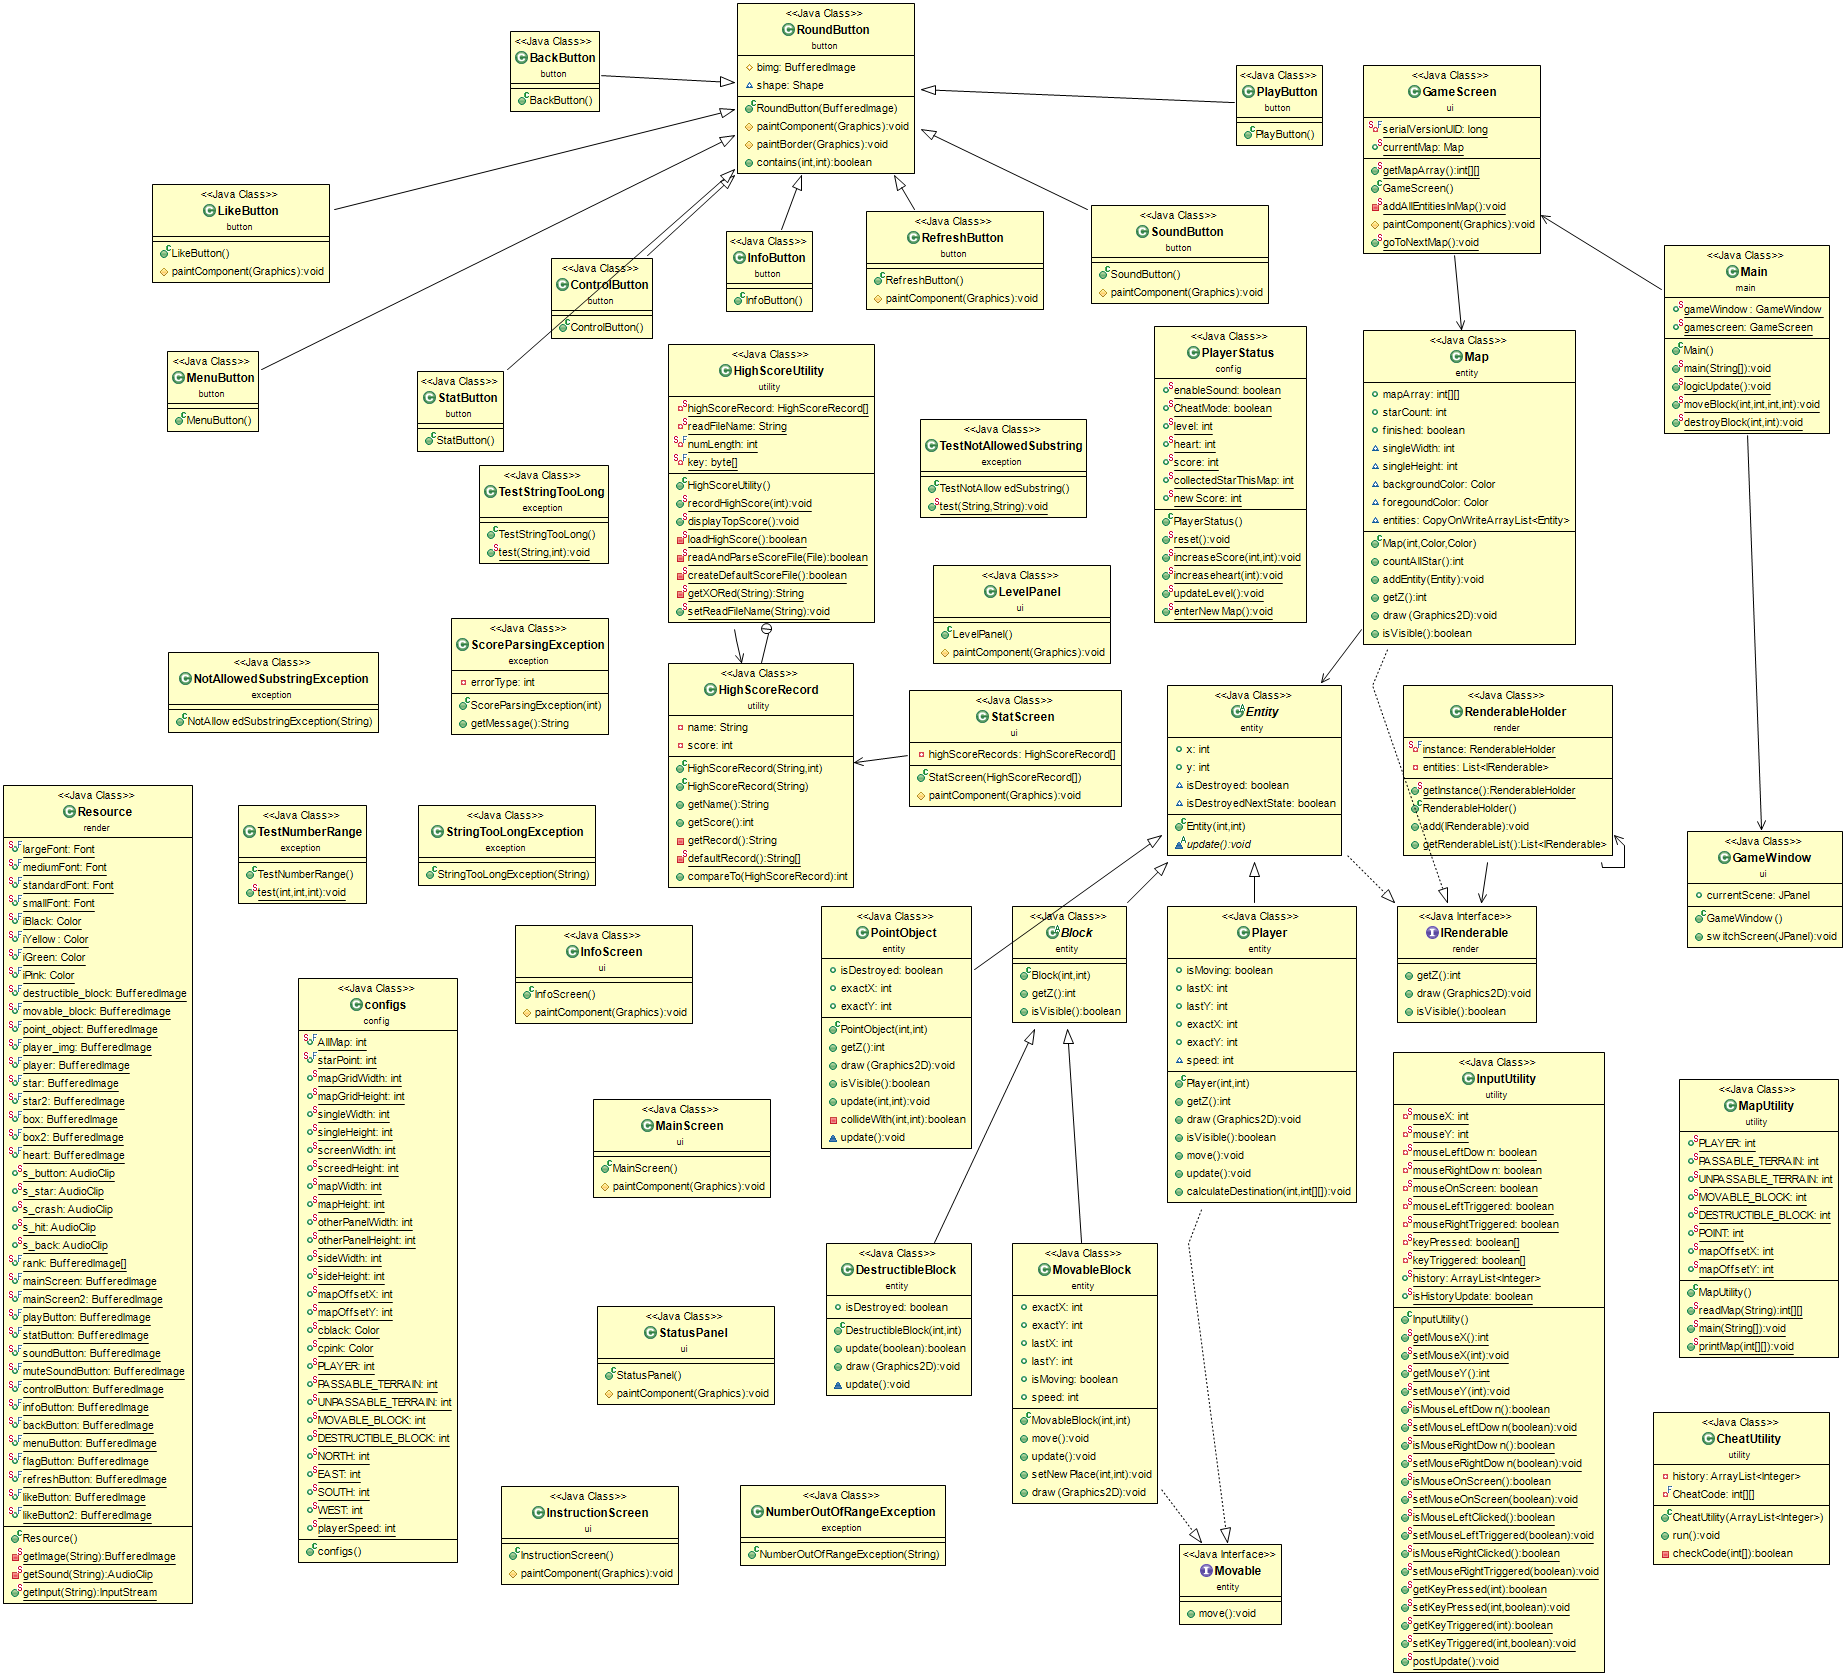 <<Java Class>>
RoundButton
button
bimg: BufferedImage
shape: Shape
RoundButton(BufferedImage)
paintComponent(Graphics):void
paintBorder(Graphics):void
contains(int,int):boolean
<<Java Class>>
BackButton
button
BackButton()
<<Java Class>>
PlayButton
button
PlayButton()
<<Java Class>>
GameScreen
ui
serialVersionUID: long
currentMap: Map
getMapArray():int[][]
GameScreen()
addAllEntitiesInMap():void
paintComponent(Graphics):void
goToNextMap():void
<<Java Class>>
LikeButton
button
LikeButton()
paintComponent(Graphics):void
<<Java Class>>
InfoButton
button
InfoButton()
<<Java Class>>
RefreshButton
button
RefreshButton()
paintComponent(Graphics):void
<<Java Class>>
SoundButton
button
SoundButton()
paintComponent(Graphics):void
<<Java Class>>
ControlButton
button
ControlButton()
<<Java Class>>
Main
main
gameWindow: GameWindow
gamescreen: GameScreen
Main()
main(String[]):void
logicUpdate():void
moveBlock(int,int,int,int):void
destroyBlock(int,int):void
<<Java Class>>
MenuButton
button
MenuButton()
<<Java Class>>
StatButton
button
StatButton()
<<Java Class>>
HighScoreUtility
utility
highScoreRecord: HighScoreRecord[]
readFileName: String
numLength: int
key: byte[]
HighScoreUtility()
recordHighScore(int):void
displayTopScore():void
loadHighScore():boolean
readAndParseScoreFile(File):boolean
createDefaultScoreFile():boolean
getXORed(String):String
setReadFileName(String):void
<<Java Class>>
PlayerStatus
config
enableSound: boolean
CheatMode: boolean
level: int
heart: int
score: int
collectedStarThisMap: int
newScore: int
PlayerStatus()
reset():void
increaseScore(int,int):void
increaseheart(int):void
updateLevel():void
enterNewMap():void
<<Java Class>>
Map
entity
mapArray: int[][]
starCount: int
finished: boolean
singleWidth: int
singleHeight: int
backgroundColor: Color
foregoundColor: Color
entities: CopyOnWriteArrayList<Entity>
Map(int,Color,Color)
countAllStar():int
addEntity(Entity):void
getZ():int
draw(Graphics2D):void
isVisible():boolean
<<Java Class>>
TestNotAllowedSubstring
exception
TestNotAllowedSubstring()
test(String,String):void
<<Java Class>>
TestStringTooLong
exception
TestStringTooLong()
test(String,int):void
<<Java Class>>
LevelPanel
ui
LevelPanel()
paintComponent(Graphics):void
<<Java Class>>
ScoreParsingException
exception
errorType: int
ScoreParsingException(int)
getMessage():String
<<Java Class>>
NotAllowedSubstringException
exception
NotAllowedSubstringException(String)
<<Java Class>>
HighScoreRecord
utility
name: String
score: int
HighScoreRecord(String,int)
HighScoreRecord(String)
getName():String
getScore():int
getRecord():String
defaultRecord():String[]
compareTo(HighScoreRecord):int
<<Java Class>>
StatScreen
ui
highScoreRecords: HighScoreRecord[]
StatScreen(HighScoreRecord[])
paintComponent(Graphics):void
<<Java Class>>
Entity
entity
x: int
y: int
isDestroyed: boolean
isDestroyedNextState: boolean
Entity(int,int)
update():void
<<Java Class>>
RenderableHolder
render
instance: RenderableHolder
entities: List<IRenderable>
getInstance():RenderableHolder
RenderableHolder()
add(IRenderable):void
getRenderableList():List<IRenderable>
<<Java Class>>
GameWindow
ui
currentScene: JPanel
GameWindow()
switchScreen(JPanel):void
<<Java Class>>
Resource
render
largeFont: Font
mediumFont: Font
standardFont: Font
smallFont: Font
iBlack: Color
iYellow: Color
iGreen: Color
iPink: Color
destructible_block: BufferedImage
movable_block: BufferedImage
point_object: BufferedImage
player_img: BufferedImage
player: BufferedImage
star: BufferedImage
star2: BufferedImage
box: BufferedImage
box2: BufferedImage
heart: BufferedImage
s_button: AudioClip
s_star: AudioClip
s_crash: AudioClip
s_hit: AudioClip
s_back: AudioClip
rank: BufferedImage[]
mainScreen: BufferedImage
mainScreen2: BufferedImage
playButton: BufferedImage
statButton: BufferedImage
soundButton: BufferedImage
muteSoundButton: BufferedImage
controlButton: BufferedImage
infoButton: BufferedImage
backButton: BufferedImage
menuButton: BufferedImage
flagButton: BufferedImage
refreshButton: BufferedImage
likeButton: BufferedImage
likeButton2: BufferedImage
Resource()
getImage(String):BufferedImage
getSound(String):AudioClip
getInput(String):InputStream
<<Java Class>>
TestNumberRange
exception
TestNumberRange()
test(int,int,int):void
<<Java Class>>
StringTooLongException
exception
StringTooLongException(String)
<<Java Class>>
PointObject
entity
isDestroyed: boolean
exactX: int
exactY: int
PointObject(int,int)
getZ():int
draw(Graphics2D):void
isVisible():boolean
update(int,int):void
collideWith(int,int):boolean
update():void
<<Java Class>>
Block
entity
Block(int,int)
getZ():int
isVisible():boolean
<<Java Class>>
Player
entity
isMoving: boolean
lastX: int
lastY: int
exactX: int
exactY: int
speed: int
Player(int,int)
getZ():int
draw(Graphics2D):void
isVisible():boolean
move():void
update():void
calculateDestination(int,int[][]):void
<<Java Interface>>
IRenderable
render
getZ():int
draw(Graphics2D):void
isVisible():boolean
<<Java Class>>
InfoScreen
ui
InfoScreen()
paintComponent(Graphics):void
<<Java Class>>
configs
config
AllMap: int
starPoint: int
mapGridWidth: int
mapGridHeight: int
singleWidth: int
singleHeight: int
screenWidth: int
screedHeight: int
mapWidth: int
mapHeight: int
otherPanelWidth: int
otherPanelHeight: int
sideWidth: int
sideHeight: int
mapOffsetX: int
mapOffsetY: int
cblack: Color
cpink: Color
PLAYER: int
PASSABLE_TERRAIN: int
UNPASSABLE_TERRAIN: int
MOVABLE_BLOCK: int
DESTRUCTIBLE_BLOCK: int
NORTH: int
EAST: int
SOUTH: int
WEST: int
playerSpeed: int
configs()
<<Java Class>>
InputUtility
utility
mouseX: int
mouseY: int
mouseLeftDown: boolean
mouseRightDown: boolean
mouseOnScreen: boolean
mouseLeftTriggered: boolean
mouseRightTriggered: boolean
keyPressed: boolean[]
keyTriggered: boolean[]
history: ArrayList<Integer>
isHistoryUpdate: boolean
InputUtility()
getMouseX():int
setMouseX(int):void
getMouseY():int
setMouseY(int):void
isMouseLeftDown():boolean
setMouseLeftDown(boolean):void
isMouseRightDown():boolean
setMouseRightDown(boolean):void
isMouseOnScreen():boolean
setMouseOnScreen(boolean):void
isMouseLeftClicked():boolean
setMouseLeftTriggered(boolean):void
isMouseRightClicked():boolean
setMouseRightTriggered(boolean):void
getKeyPressed(int):boolean
setKeyPressed(int,boolean):void
getKeyTriggered(int):boolean
setKeyTriggered(int,boolean):void
postUpdate():void
<<Java Class>>
MapUtility
utility
PLAYER: int
PASSABLE_TERRAIN: int
UNPASSABLE_TERRAIN: int
MOVABLE_BLOCK: int
DESTRUCTIBLE_BLOCK: int
POINT: int
mapOffsetX: int
mapOffsetY: int
MapUtility()
readMap(String):int[][]
main(String[]):void
printMap(int[][]):void
<<Java Class>>
MainScreen
ui
MainScreen()
paintComponent(Graphics):void
<<Java Class>>
DestructibleBlock
entity
isDestroyed: boolean
DestructibleBlock(int,int)
update(boolean):boolean
draw(Graphics2D):void
update():void
<<Java Class>>
MovableBlock
entity
exactX: int
exactY: int
lastX: int
lastY: int
isMoving: boolean
speed: int
MovableBlock(int,int)
move():void
update():void
setNewPlace(int,int):void
draw(Graphics2D):void
<<Java Class>>
StatusPanel
ui
StatusPanel()
paintComponent(Graphics):void
<<Java Class>>
CheatUtility
utility
history: ArrayList<Integer>
CheatCode: int[][]
CheatUtility(ArrayList<Integer>)
run():void
checkCode(int[]):boolean
<<Java Class>>
InstructionScreen
ui
InstructionScreen()
paintComponent(Graphics):void
<<Java Class>>
NumberOutOfRangeException
exception
NumberOutOfRangeException(String)
<<Java Interface>>
Movable
entity
move():void